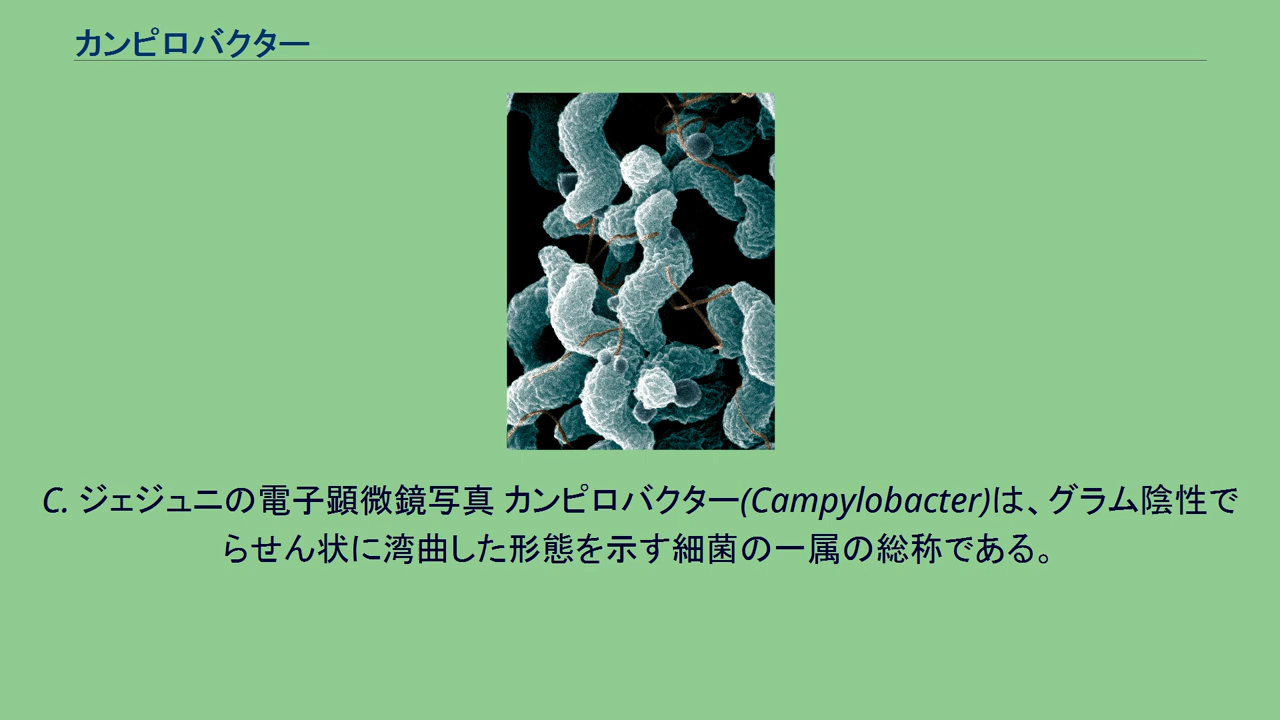 カンピロバクター
C. ジェジュニの電子顕微鏡写真 カンピロバクター(Campylobacter)は、グラム陰性で
らせん状に湾曲した形態を示す細菌の一属の総称である。